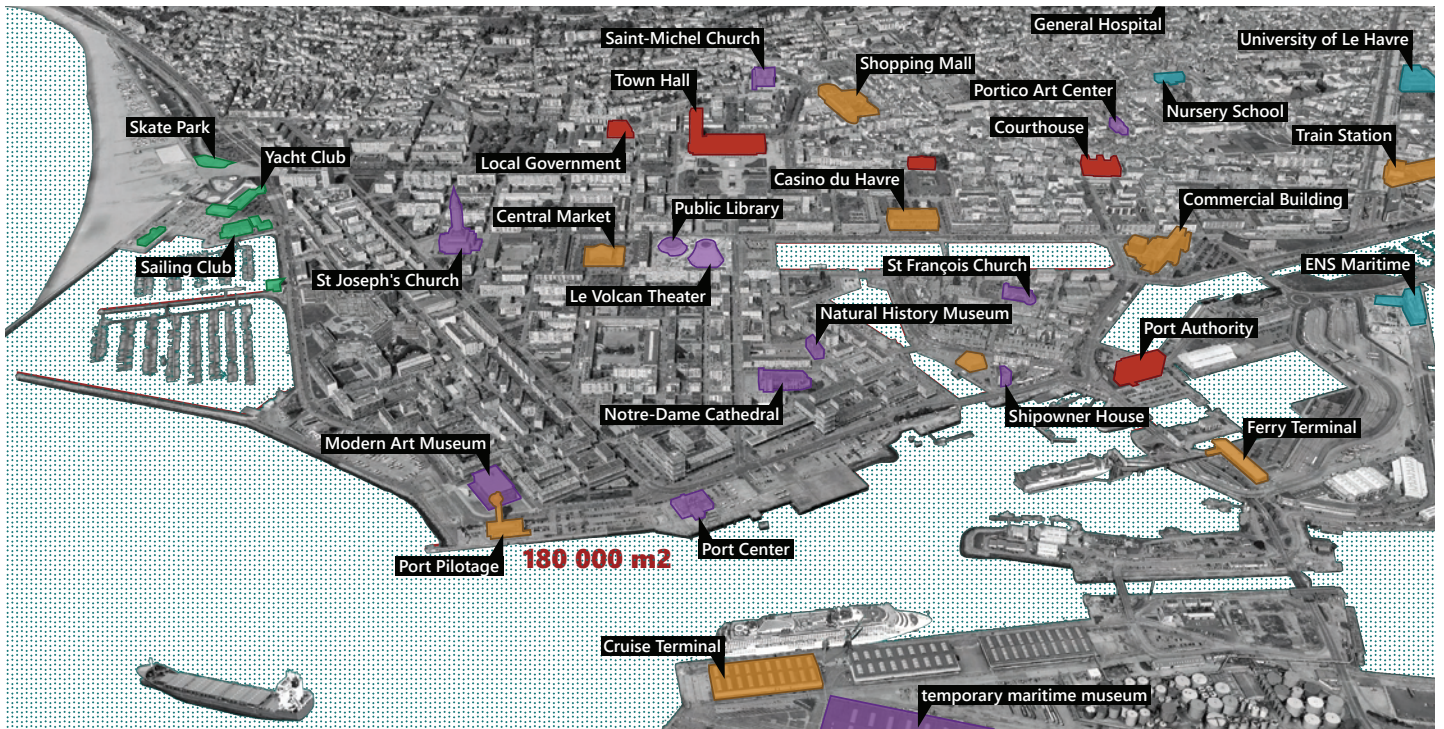 General Hospital
Saint-Michel Church
University of Le Havre
Shopping Mall
Town Hall
Portico Art Center
Nursery School
Skate Park
Courthouse
Train Station
Yacht Club
Local Government
Casino du Havre
Commercial Building
Public Library
Central Market
Sailing Club
St François Church
ENS Maritime
St Joseph's Church
Le Volcan Theater
Natural History Museum
Port Authority
Notre-Dame Cathedral
Shipowner House
Ferry Terminal
Modern Art Museum
Port Center
180 000 m2
Port Pilotage
Cruise Terminal
temporary maritime museum